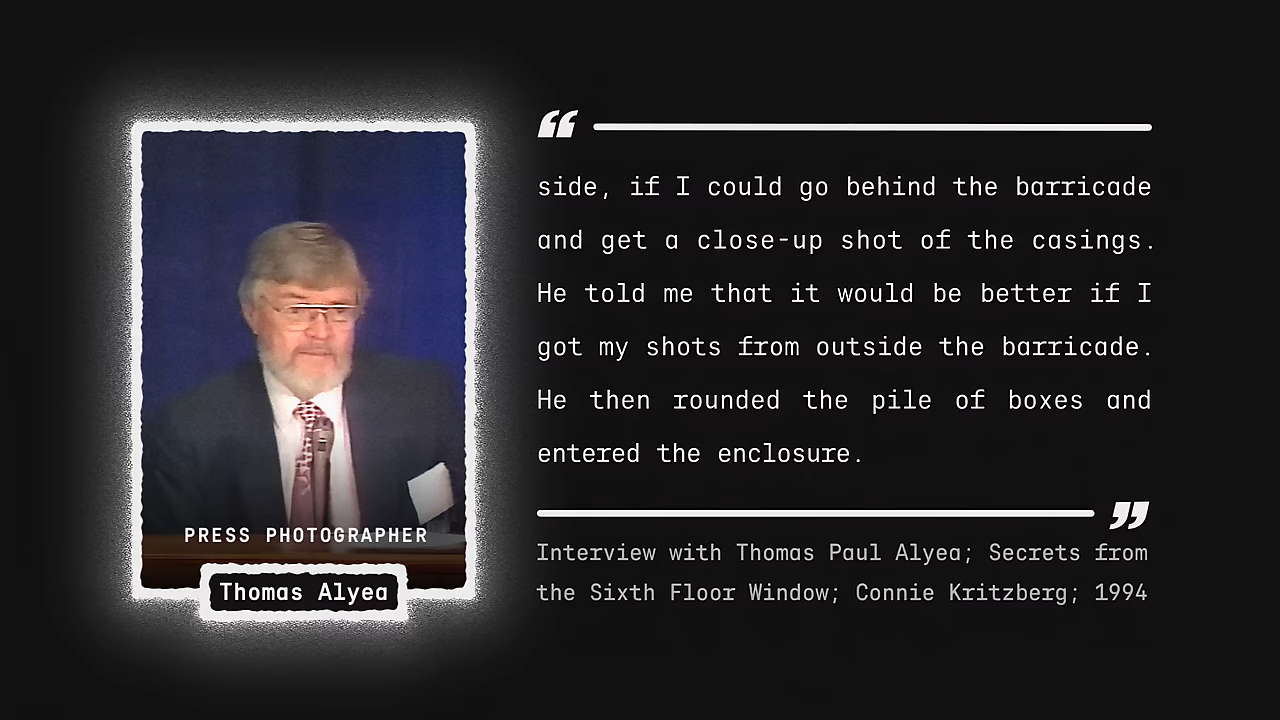 “
side, if I could go behind the barricade
and get a close-up shot of the casings.
He told me that it would be better if I
got my shots from outside the barricade.
He then rounded the pile of boxes and
entered the enclosure.
”
Interview with Thomas Paul Alyea; Secrets from
the Sixth Floor Window; Connie Kritzberg; 1994
PRESS PHOTOGRAPHER
Thomas Alyea